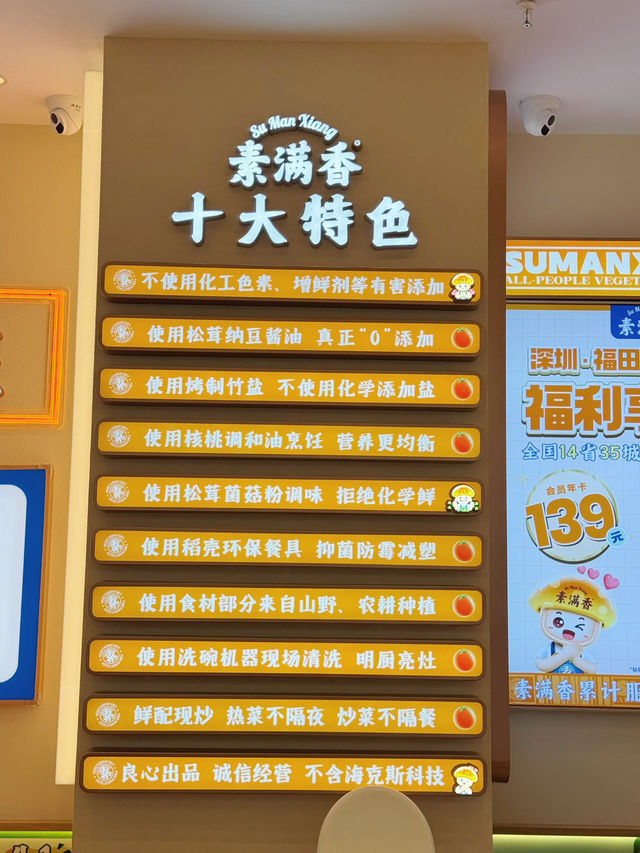 Su Man Xiang
素满香
十大特色
不使用化工色素、增鲜剂等有害添加
使用松茸纳豆酱油 真正“0”添加
使用烤制竹盐 不使用化学添加盐
使用核桃调和油烹饪 营养更均衡
使用松茸菌菇粉调味 拒绝化学鲜
使用稻壳环保餐具 抑菌防霉减塑
使用食材部分来自山野、农耕种植
使用洗碗机器现场清洗 明厨亮灶
鲜配现炒 热菜不隔夜 炒菜不隔餐
良心出品 诚信经营 不含海克斯科技
SUMANX
ALL-PEOPLE VEGET
素
深圳·福田
福利享
全国14省35城
会员年卡
139元
素满香
素满香累计服